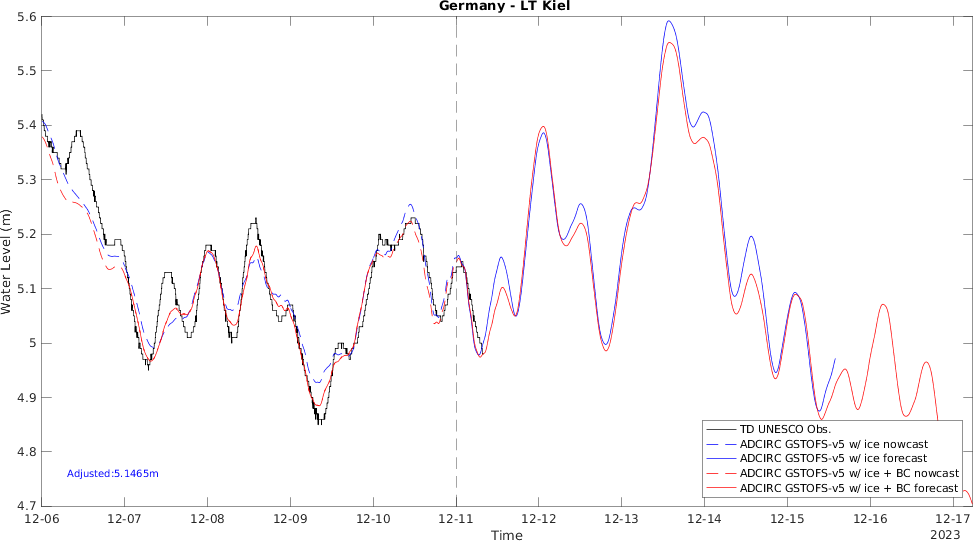 Germany - LT Kiel
5.6
5.5
5.4
5.3
5.2
5.1
5
4.9
4.8
4.7
Water Level (m)
Adjusted:5.1465m
TD UNESCO Obs.
ADCIRC GSTOFS-v5 w/ ice nowcast
ADCIRC GSTOFS-v5 w/ ice forecast
ADCIRC GSTOFS-v5 w/ ice + BC nowcast
ADCIRC GSTOFS-v5 w/ ice + BC forecast
12-06 12-07 12-08 12-09 12-10 12-11 12-12 12-13 12-14 12-15 12-16 12-17
Time
2023